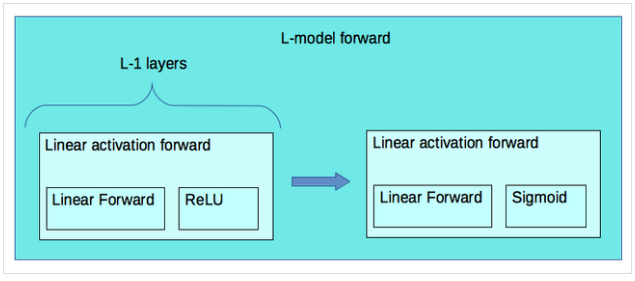 L-model forward
L-1 layers
Linear activation forward
Linear Forward
ReLU
Linear activation forward
Linear Forward
Sigmoid